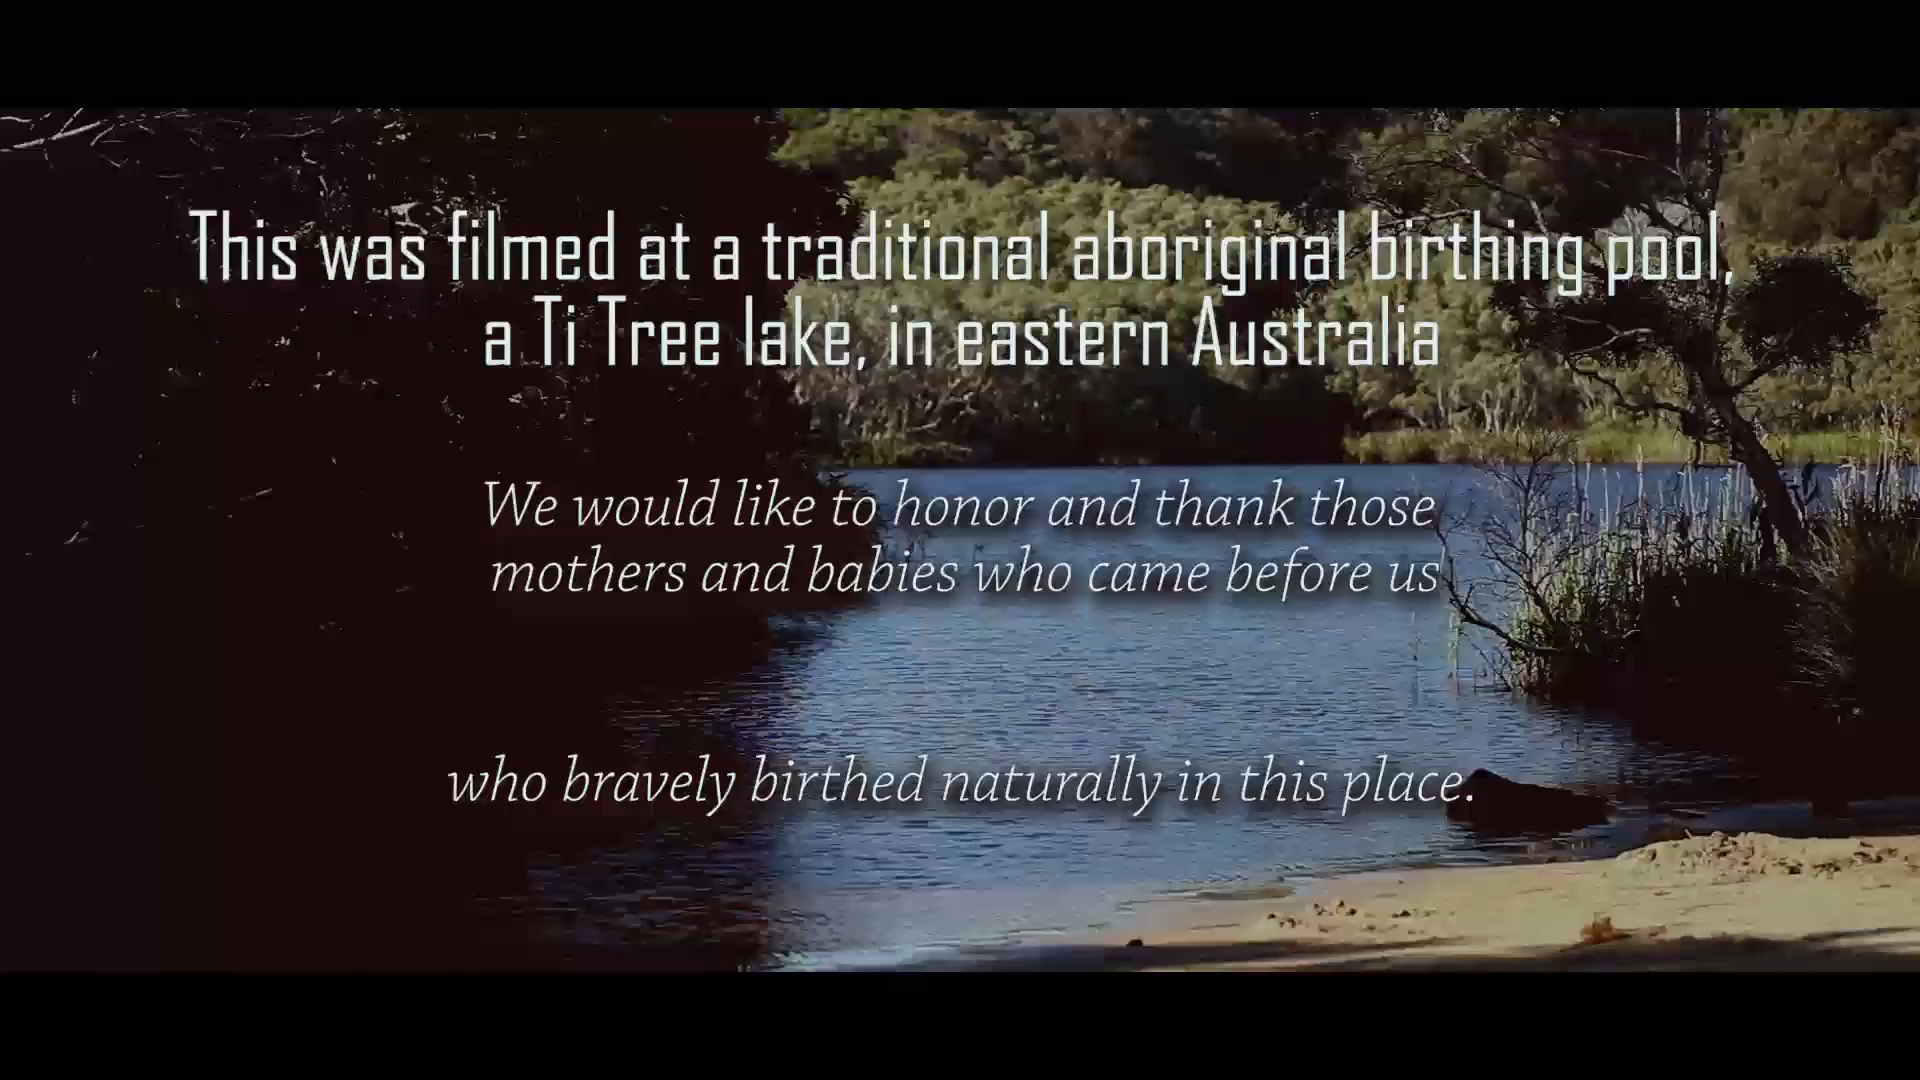 This was filmed at a traditional aboriginal birthing pool,
a Ti Tree lake, in eastern Australia
We would like to honor and thank those
mothers and babies who came before us
who bravely birthed naturally in this place.